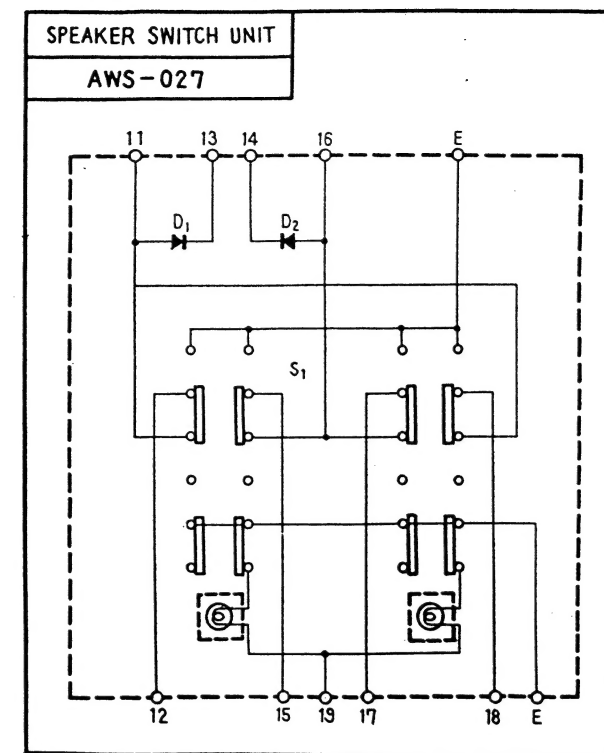 SPEAKER SWITCH UNIT
AWS-027
11 13 14 16 E
D1 D2
S1
12 15 19 17 18 E